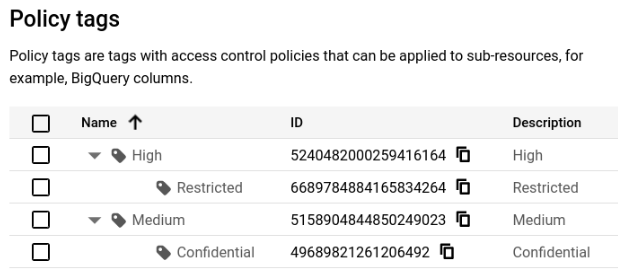 Policy tags
Policy tags are tags with access control policies that can be applied to sub-resources, for
example, BigQuery columns.
Name ID Description
High 5240482000259416164 High
Restricted 6689784884165834264 Restricted
Medium 5158904844850249023 Medium
Confidential 49689821261206492 Confidential